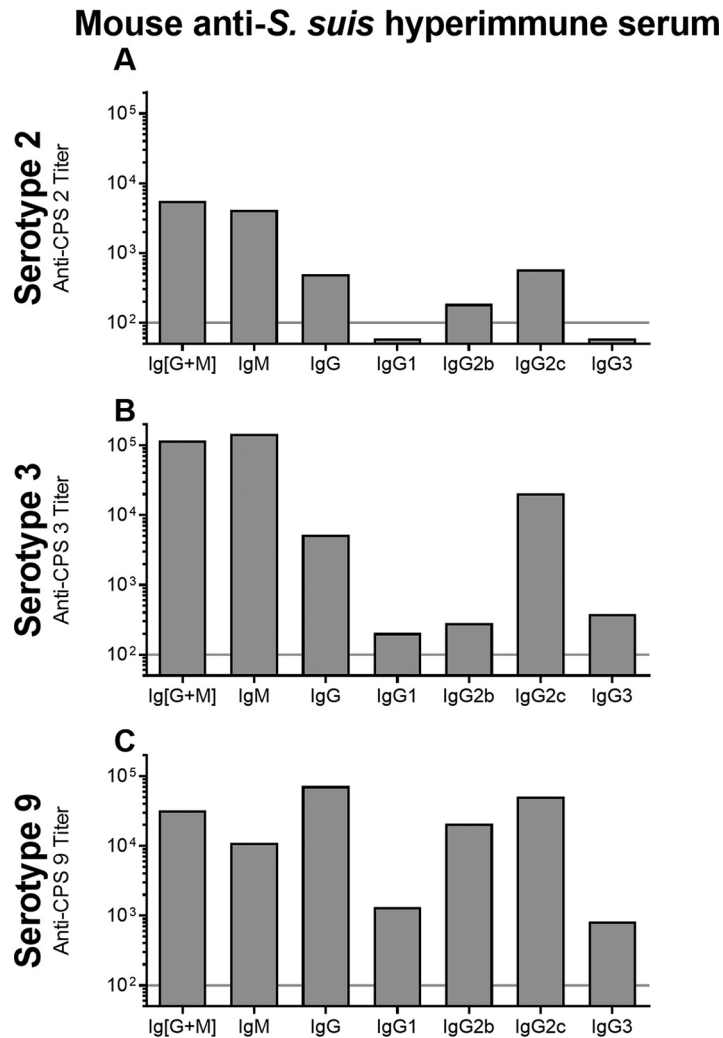 Mouse anti-S. suis hyperimmune serum
A
Serotype 2
Anti-CPS 2 Titer
10⁵
10⁴
10³
10²
Ig[G+M] IgM IgG IgG1 IgG2b IgG2c IgG3
B
Serotype 3
Anti-CPS 3 Titer
10⁵
10⁴
10³
10²
Ig[G+M] IgM IgG IgG1 IgG2b IgG2c IgG3
C
Serotype 9
Anti-CPS 9 Titer
10⁵
10⁴
10³
10²
Ig[G+M] IgM IgG IgG1 IgG2b IgG2c IgG3